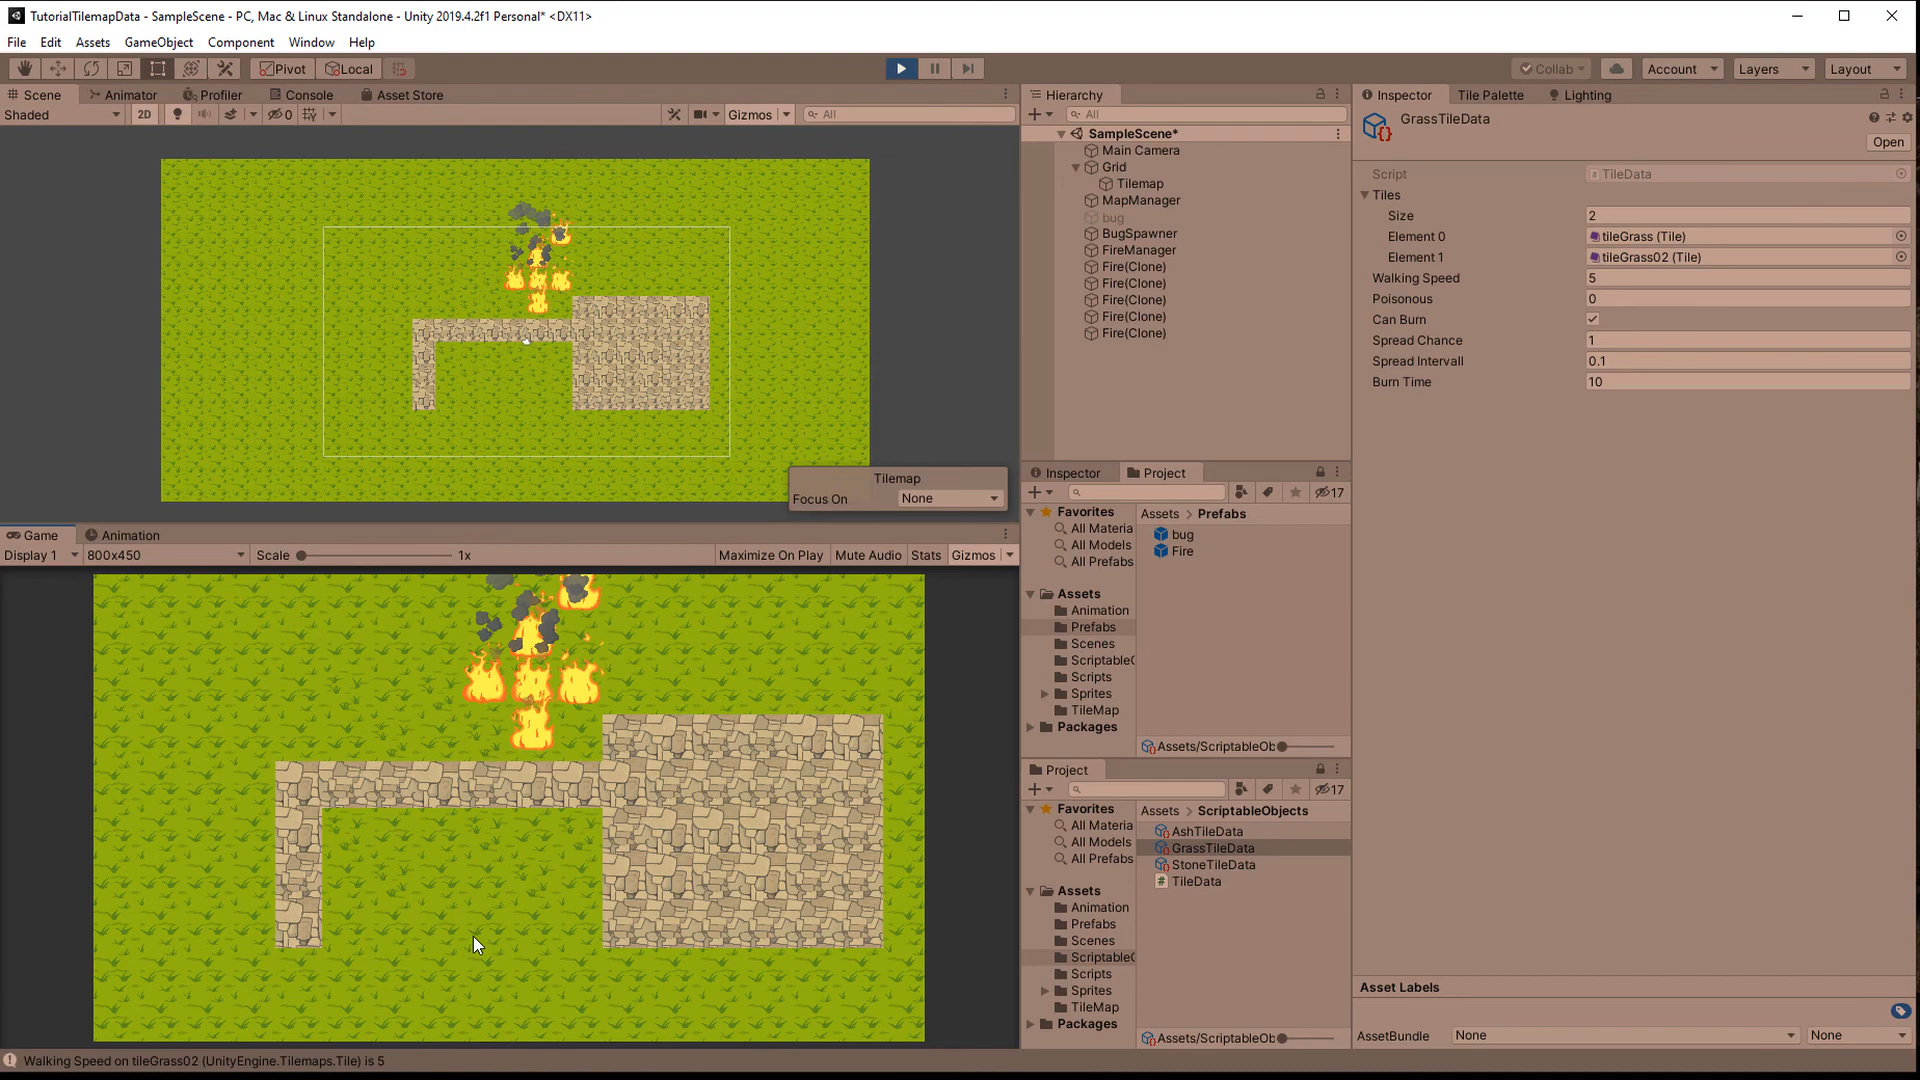 TutorialTilemapData - SampleScene - PC, Mac & Linux Standalone - Unity 2019.4.2f1 Personal* <DX11>
File Edit Assets GameObject Component Window Help
Pivot Local Collab Account Layers Layout
Scene Animator Profiler Console Asset Store
Shaded 2D 0 Gizmos All
Tilemap
Focus On None
Game Animation
Display 1 800x450 Scale 1x Maximize On Play Mute Audio Stats Gizmos
Hierarchy
All
SampleScene*
Main Camera
Grid
Tilemap
MapManager
bug
BugSpawner
FireManager
Fire(Clone)
Fire(Clone)
Fire(Clone)
Fire(Clone)
Fire(Clone)
Inspector Project
17
Favorites
All Materia
All Models
All Prefabs
Assets
Animation
Prefabs
Scenes
Scriptable
Scripts
Sprites
TileMap
Packages
Assets > Prefabs
bug
Fire
Assets/ScriptableOb
Project
17
Favorites
All Materia
All Models
All Prefabs
Assets
Animation
Prefabs
Scenes
Scriptable
Scripts
Sprites
TileMap
Packages
Assets > ScriptableObjects
AshTileData
GrassTileData
StoneTileData
TileData
Assets/ScriptableOb
Inspector Tile Palette Lighting
GrassTileData
Open
Script TileData
Tiles
Size 2
Element 0 tileGrass (Tile)
Element 1 tileGrass02 (Tile)
Walking Speed 5
Poisonous 0
Can Burn
Spread Chance 1
Spread Intervall 0.1
Burn Time 10
Asset Labels
AssetBundle None None
Walking Speed on tileGrass02 (UnityEngine.Tilemaps.Tile) is 5